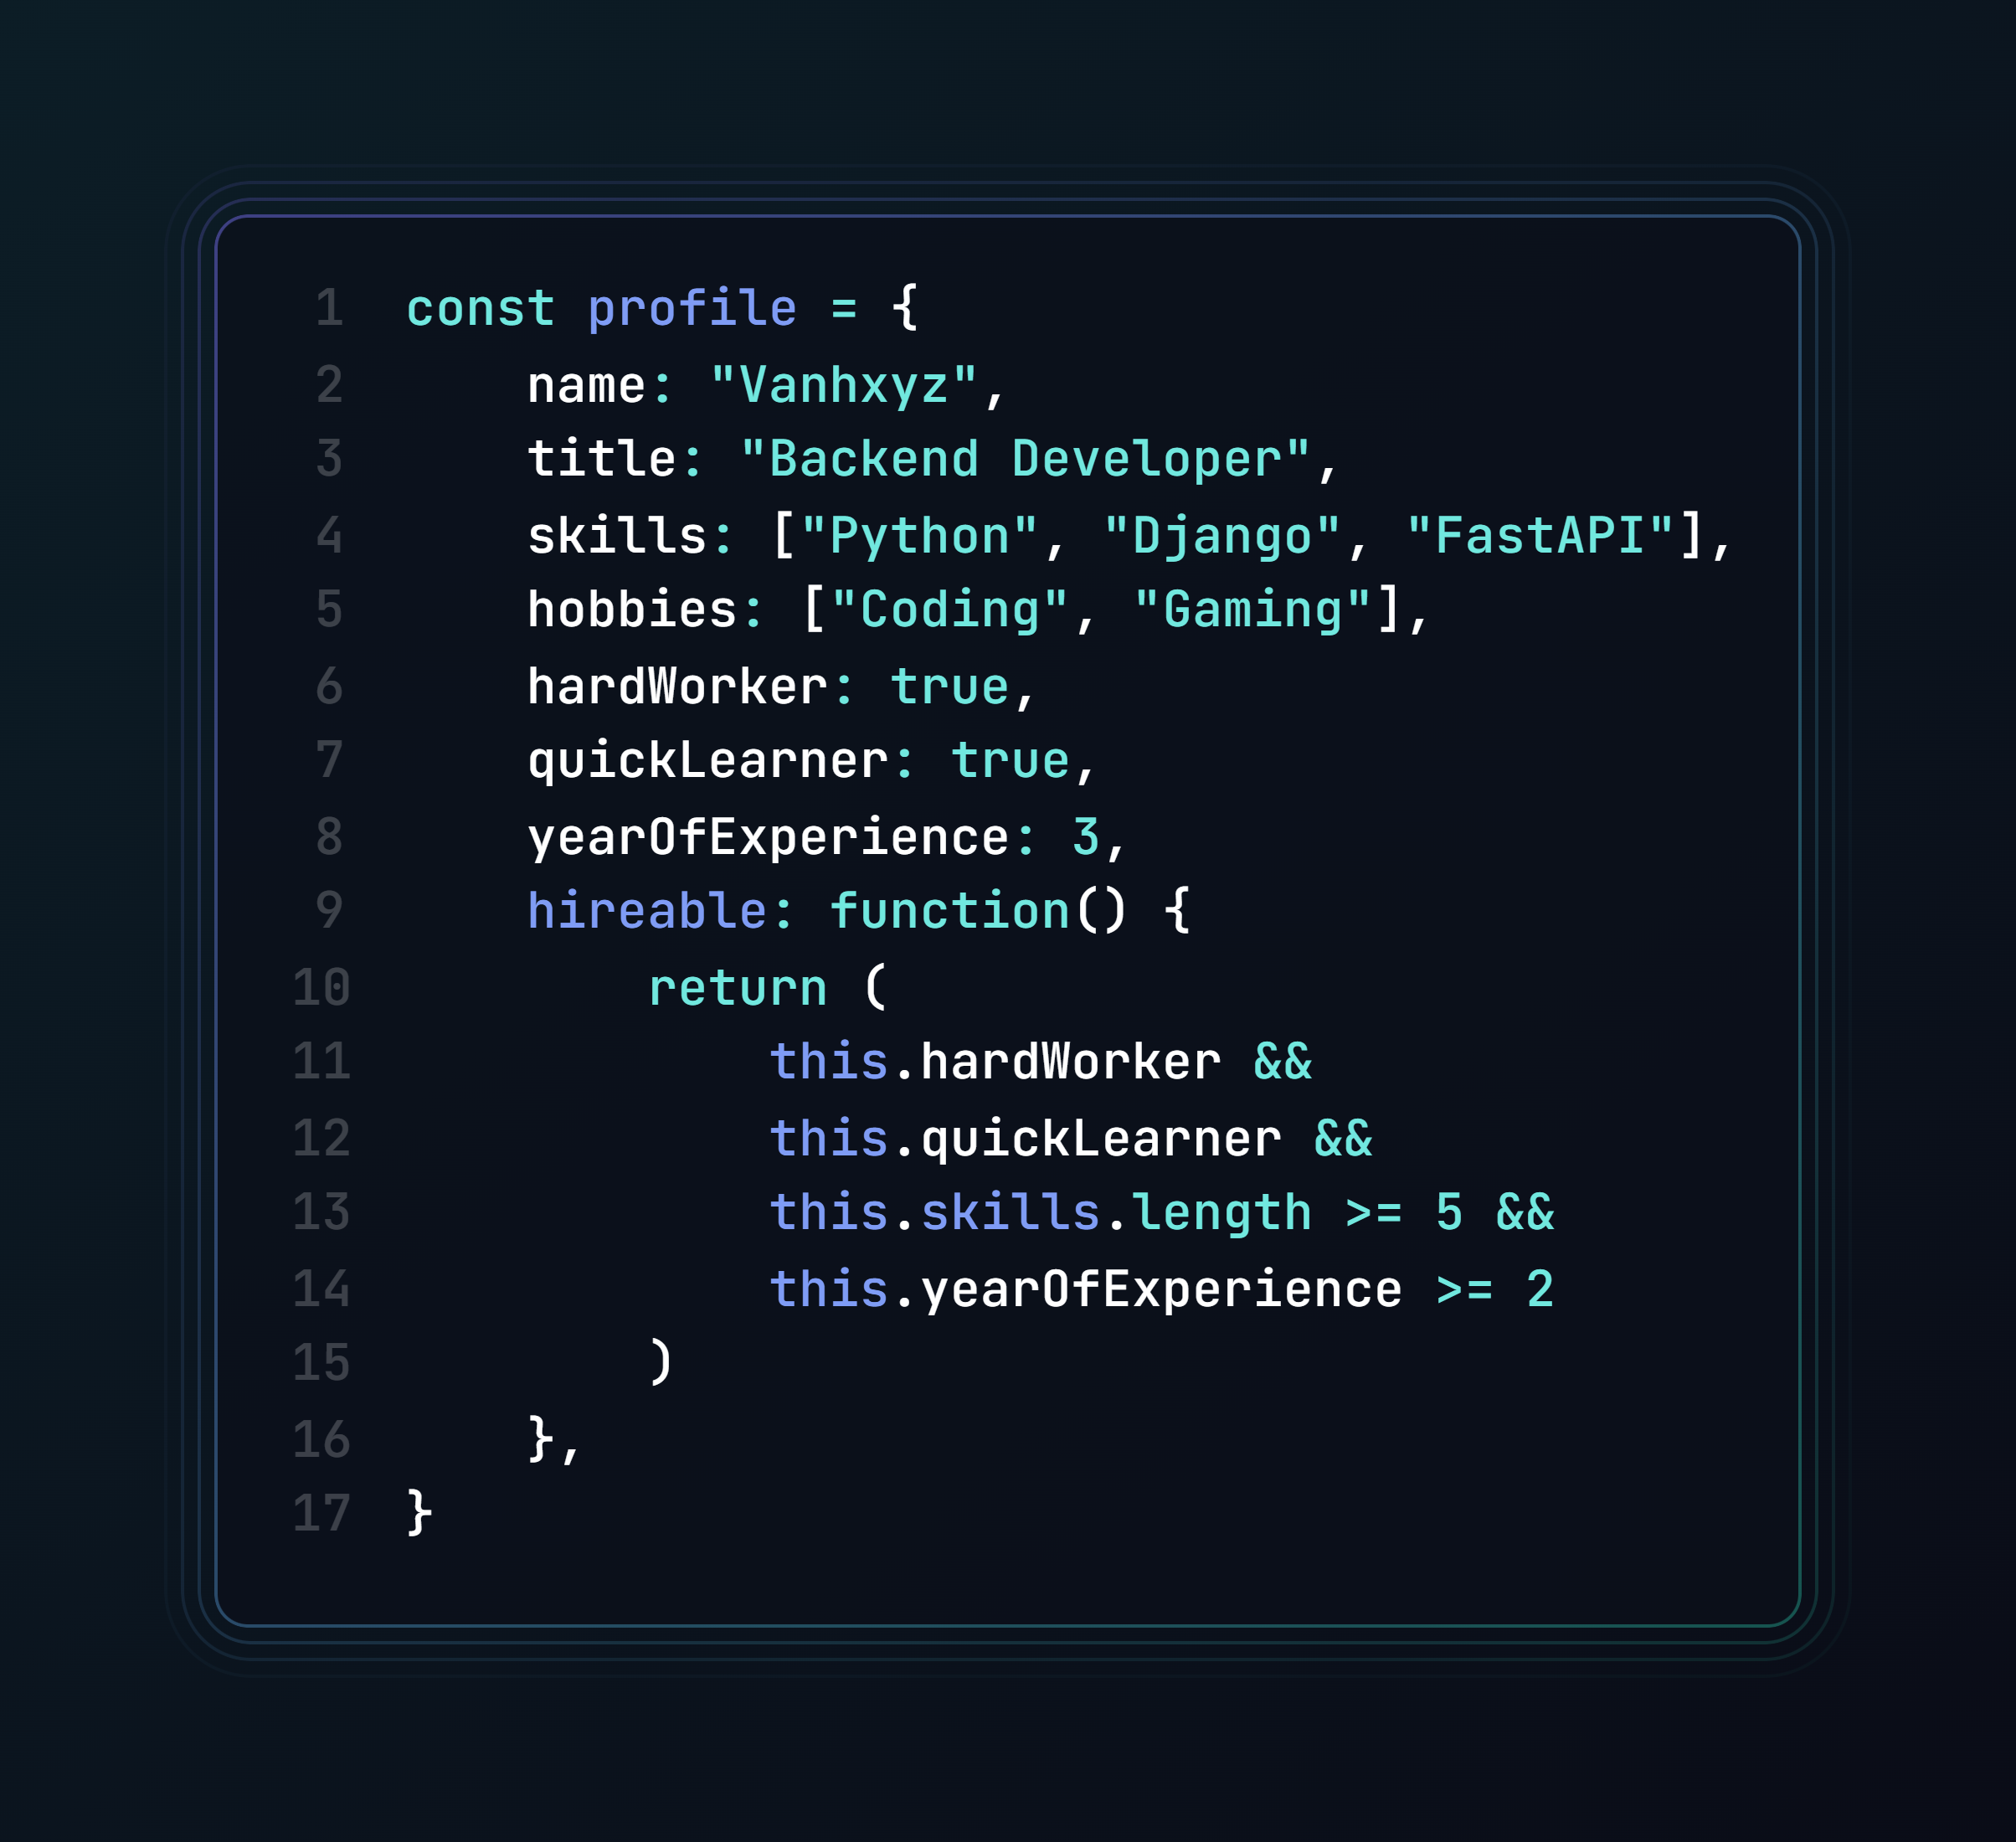 1 const profile = {
2 name: "Vanhxyz",
3 title: "Backend Developer",
4 skills: ["Python", "Django", "FastAPI"],
5 hobbies: ["Coding", "Gaming"],
6 hardWorker: true,
7 quickLearner: true,
8 yearOfExperience: 3,
9 hireable: function() {
10 return (
11 this.hardWorker &&
12 this.quickLearner &&
13 this.skills.length >= 5 &&
14 this.yearOfExperience >= 2
15 )
16 },
17 }